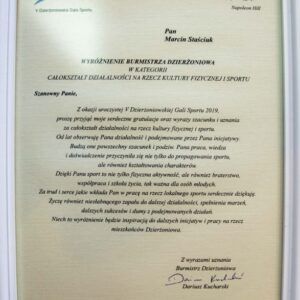 V Dzierżoniowska Gala Sportu
Napoleon Hill
Pan
Marcin Staściak
WYRÓŻNIENIE BURMISTRZA DZIERŻONIOWA
W KATEGORII
CAŁOKSZTAŁT DZIAŁALNOŚCI NA RZECZ KULTURY FIZYCZNEJ I SPORTU
Szanowny Panie,
Z okazji uroczystej V Dzierżoniowskiej Gali Sportu 2019,
proszę przyjąć moje serdeczne gratulacje oraz wyrazy szacunku i uznania
za całokształt działalności na rzecz kultury fizycznej i sportu.
Od lat obserwuję Pana działalność i podejmowane przez Pana inicjatywy.
Budzą one powszechny szacunek i podziw. Pana praca, wiedza
i doświadczenie przyczyniła się nie tylko do propagowania sportu,
ale również kształtowania charakterów.
Dzięki Panu sport to nie tylko fizyczna aktywność, ale również braterstwo,
współpraca i szkoła życia, tak ważna dla osób młodych.
Za trud i serce jakie wkłada Pan w pracę na rzecz lokalnego sportu serdecznie dziękuję.
Życzę również niesłabnącego zapału do dalszej działalności, spełnienia marzeń,
dalszych sukcesów i dumy z podejmowanych działań.
Niech to wyróżnienie będzie inspiracją do dalszych inicjatyw i pracy na rzecz
mieszkańców Dzierżoniowa.
Z wyrazami uznania
Burmistrz Dzierżoniowa
Dariusz Kucharski